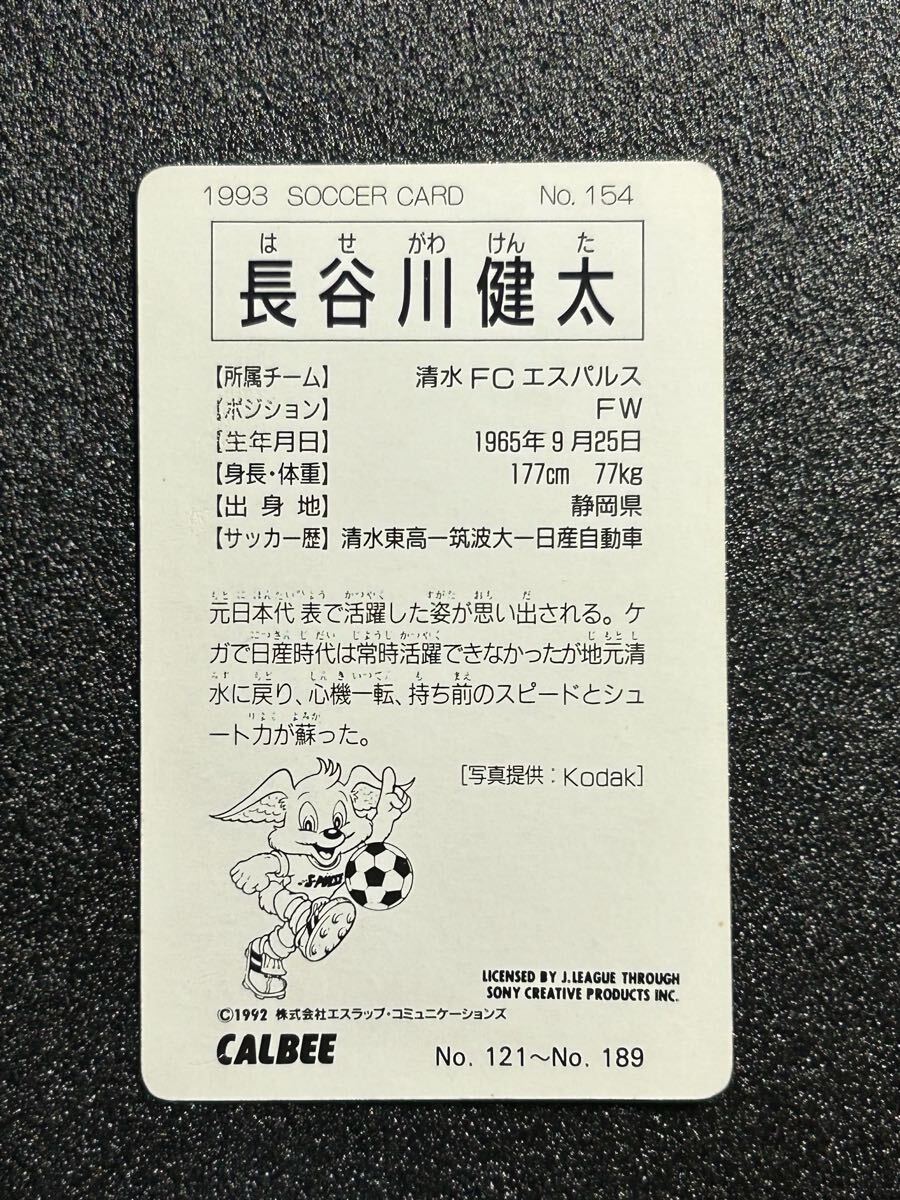 1993 SOCCER CARD No. 154
は せ がわ けん た
長谷川健太
【所属チーム】 清水FCエスパルス
【ポジション】 FW
【生年月日】 1965年9月25日
【身長・体重】 177cm 77kg
【出身地】 静岡県
【サッカー歴】 清水東高ー筑波大ー日産自動車
元日本代表で活躍した姿が思い出される。ケ
ガで日産時代は常時活躍できなかったが地元清
水に戻り、心機一転、持ち前のスピードとシュ
ート力が蘇った。
[写真提供：Kodak]
S-PULSE
LICENSED BY J.LEAGUE THROUGH
SONY CREATIVE PRODUCTS INC.
©1992 株式会社エスラップ・コミュニケーションズ
CALBEE No. 121〜No. 189